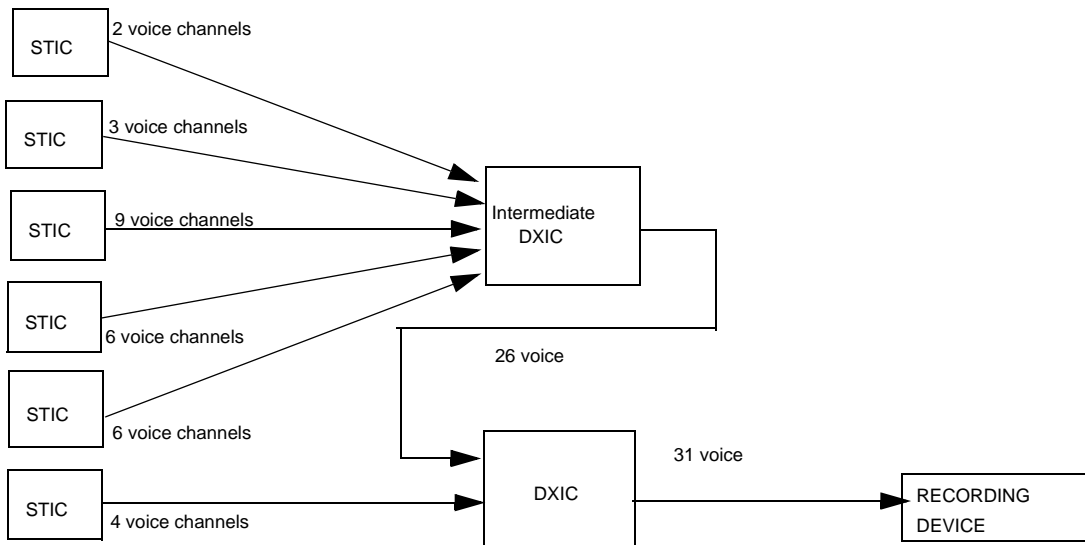 2 voice channels
STIC
3 voice channels
STIC
9 voice channels
STIC
Intermediate
DXIC
STIC
6 voice channels
26 voice
STIC
6 voice channels
31 voice
DXIC
STIC
4 voice channels
RECORDING
DEVICE